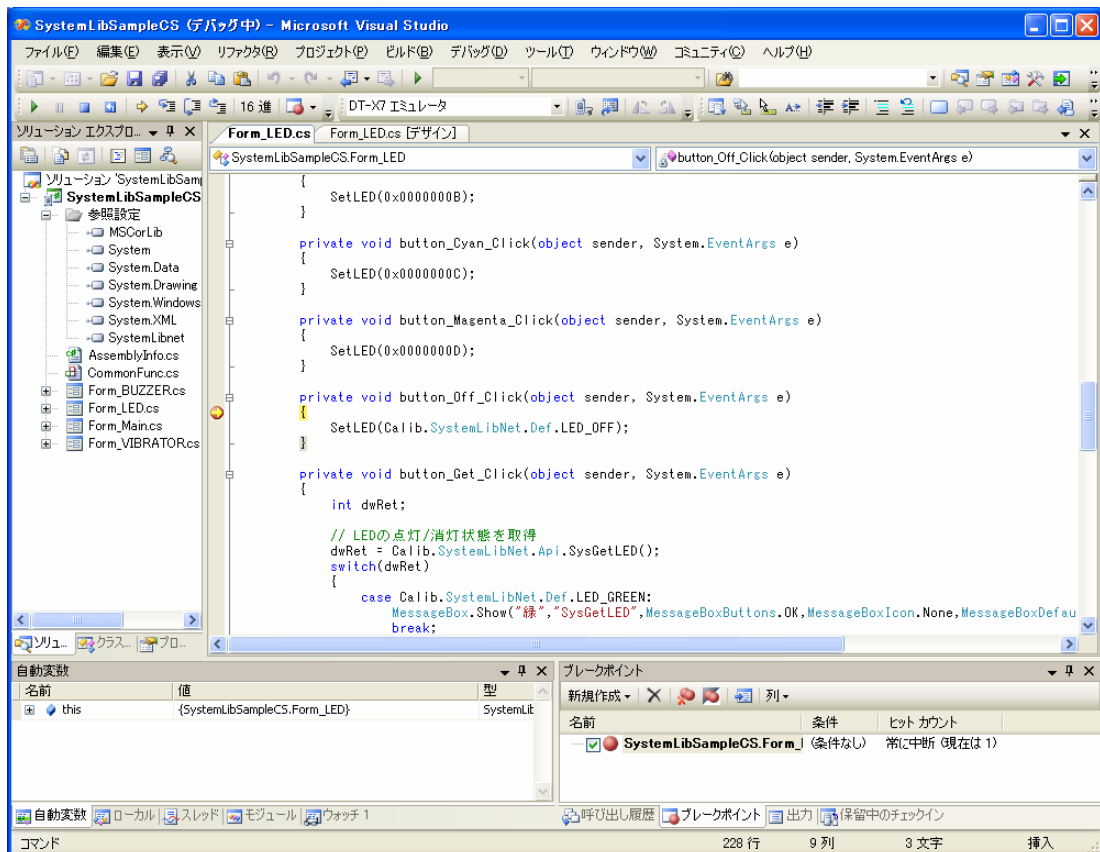 SystemLibSampleCS (デバッグ中) - Microsoft Visual Studio
ファイル(F) 編集(E) 表示(V) リファクタ(R) プロジェクト(P) ビルド(B) デバッグ(D) ツール(T) ウィンドウ(W) コミュニティ(C) ヘルプ(H)
16 進 DT-X7 エミュレータ
ソリューション エクスプロ...
Form_LED.cs Form_LED.cs [デザイン]
SystemLibSampleCS.Form_LED button_Off_Click(object sender, System.EventArgs e)
ソリューション 'SystemLibSam
SystemLibSampleCS
参照設定
MSCorLib
System
System.Data
System.Drawing
System.Windows
System.XML
SystemLibnet
AssemblyInfo.cs
CommonFunc.cs
Form_BUZZER.cs
Form_LED.cs
Form_Main.cs
Form_VIBRATOR.cs
ソリュ... クラス... プロ...
{
SetLED(0x0000000B);
}
private void button_Cyan_Click(object sender, System.EventArgs e)
{
SetLED(0x0000000C);
}
private void button_Magenta_Click(object sender, System.EventArgs e)
{
SetLED(0x0000000D);
}
private void button_Off_Click(object sender, System.EventArgs e)
{
SetLED(Calib.SystemLibNet.Def.LED_OFF);
}
private void button_Get_Click(object sender, System.EventArgs e)
{
int dwRet;
// LEDの点灯/消灯状態を取得
dwRet = Calib.SystemLibNet.Api.SysGetLED();
switch(dwRet)
{
case Calib.SystemLibNet.Def.LED_GREEN:
MessageBox.Show("緑","SysGetLED",MessageBoxButtons.OK,MessageBoxIcon.None,MessageBoxDefau
break;
自動変数
名前 値 型
this {SystemLibSampleCS.Form_LED} SystemLib
自動変数 ローカル スレッド モジュール ウォッチ 1
ブレークポイント
新規作成 列
名前 条件 ヒット カウント
SystemLibSampleCS.Form_l (条件なし) 常に中断 (現在は 1)
呼び出し履歴 ブレークポイント 出力 保留中のチェックイン
コマンド 228 行 9 列 3 文字 挿入